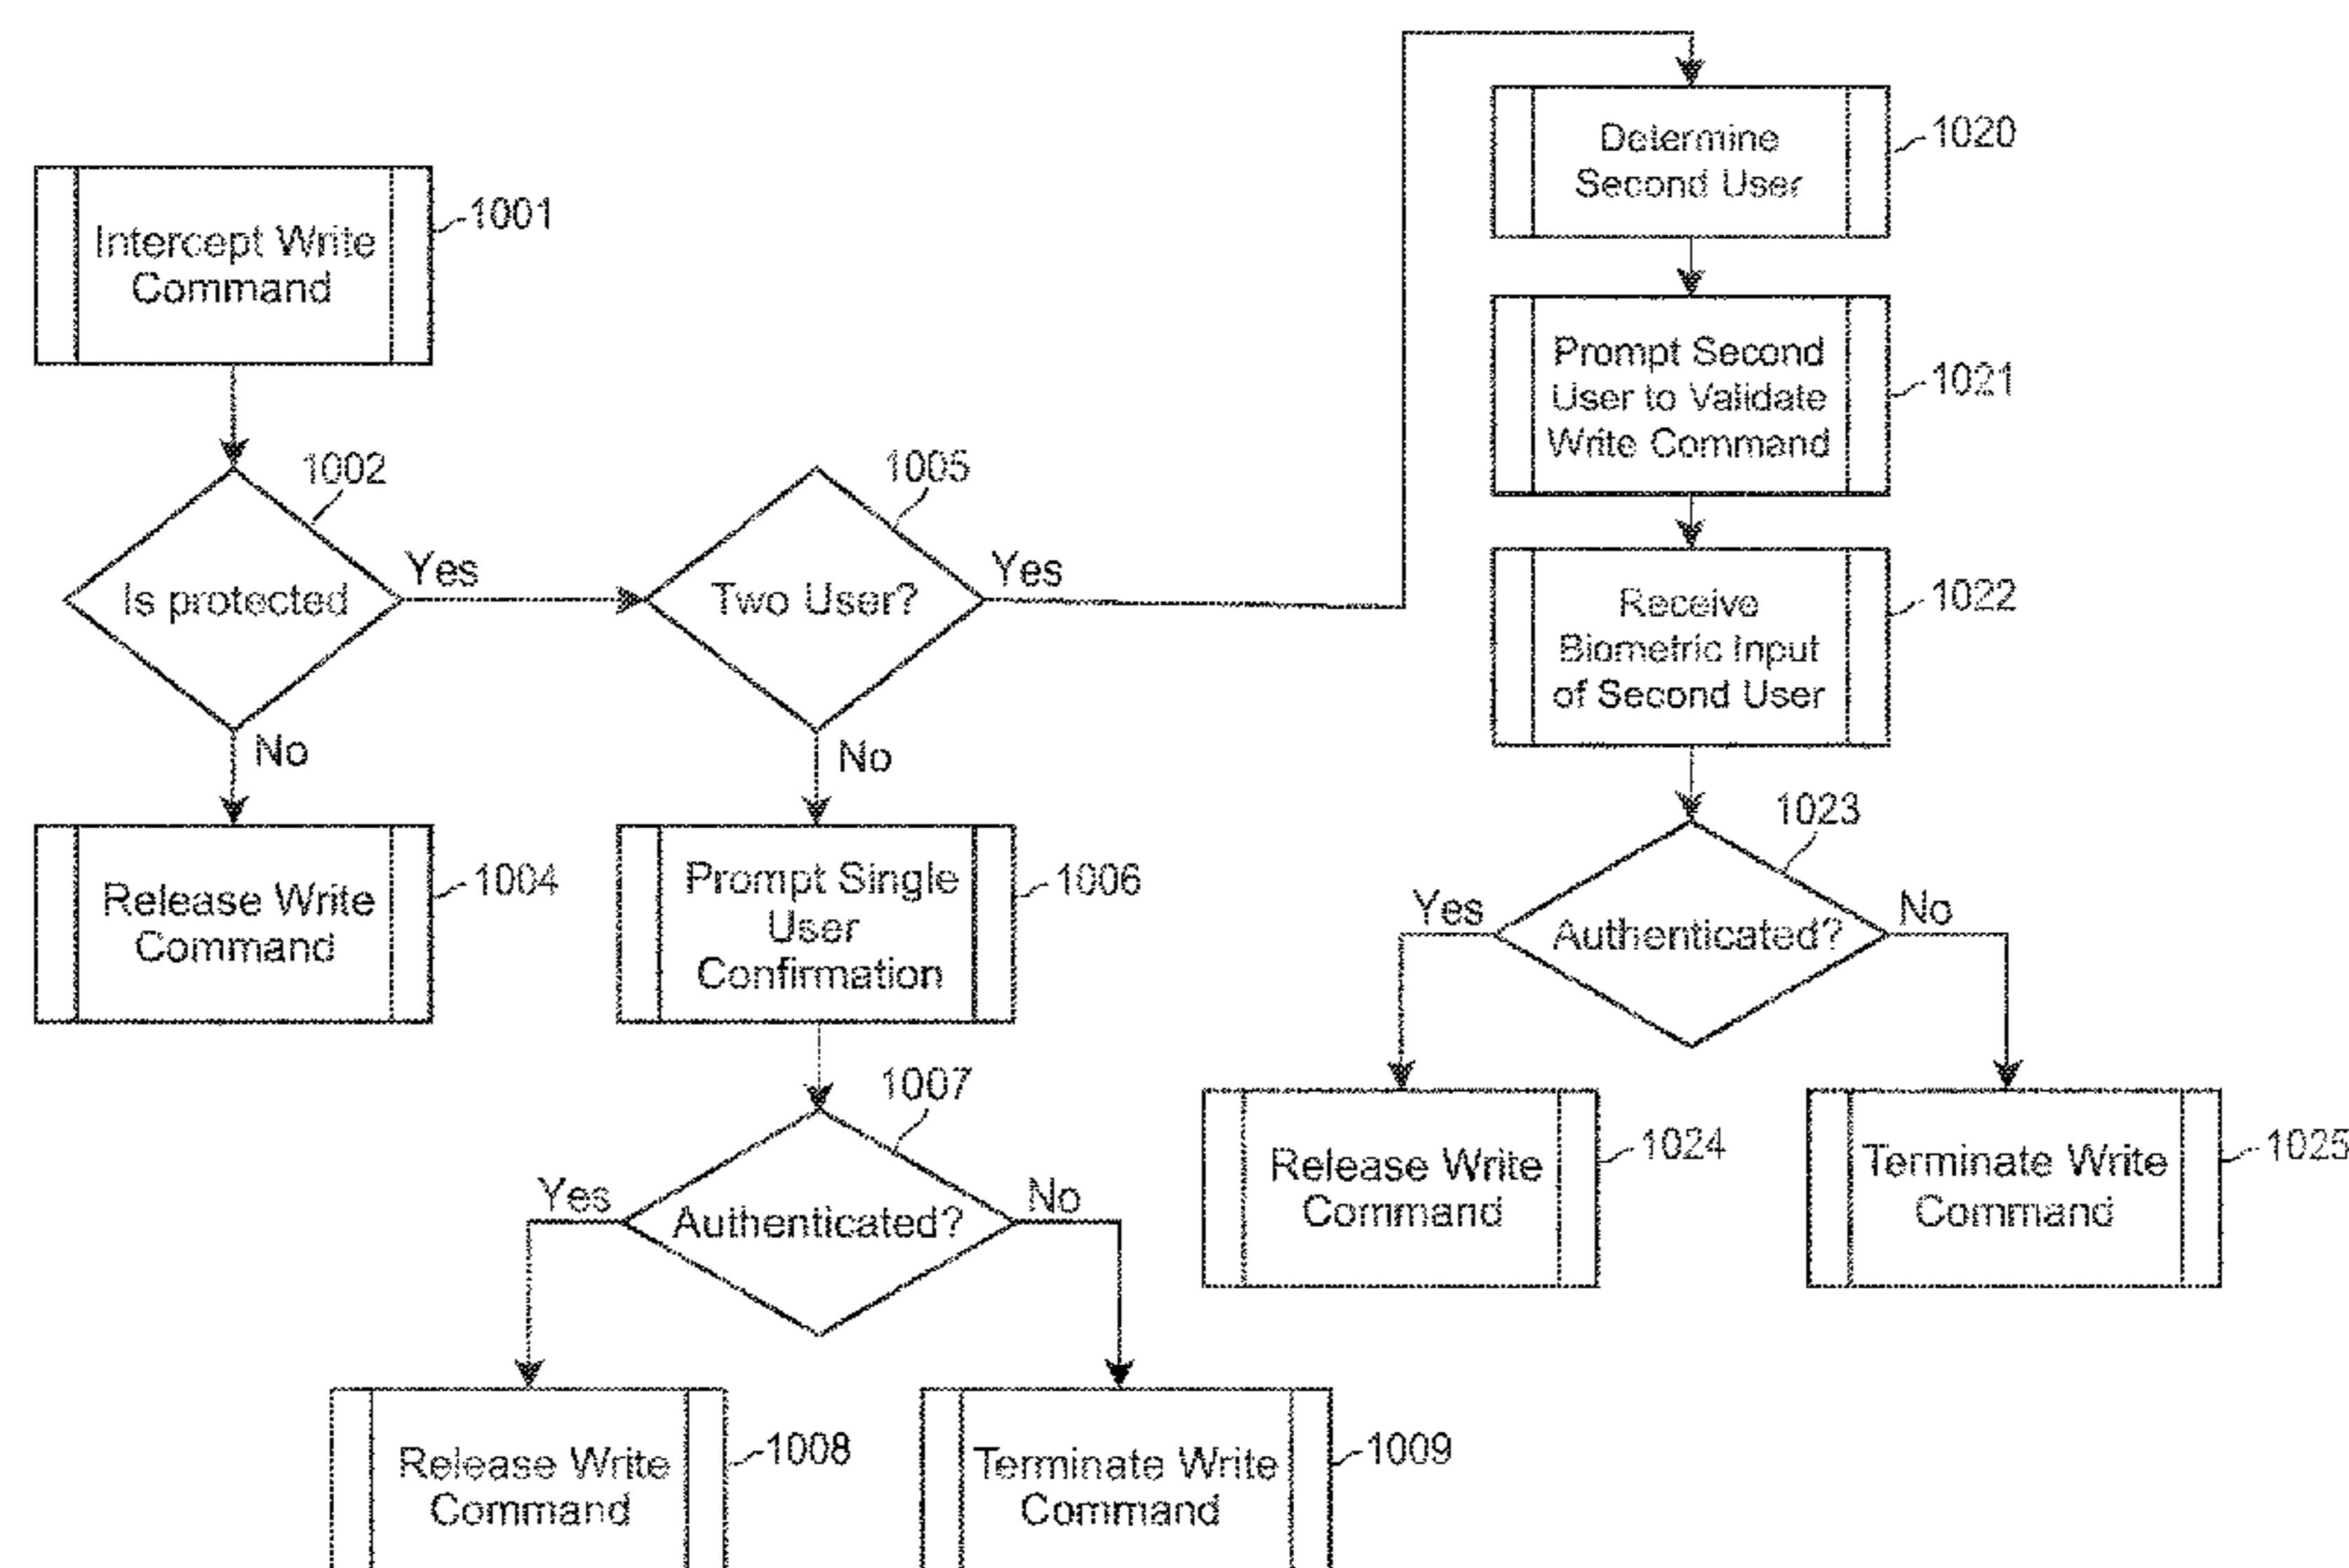 Intercept Write
Command
1001
Is protected
1002
Yes
No
Release Write
Command
1004
Two User?
1005
Yes
No
Prompt Single
User
Confirmation
1006
Authenticated?
1007
Yes
No
Release Write
Command
1008
Terminate Write
Command
1009
Determine
Second User
1020
Prompt Second
User to Validate
Write Command
1021
Receive
Biometric Input
of Second User
1022
Authenticated?
1023
Yes
No
Release Write
Command
1024
Terminate Write
Command
1025